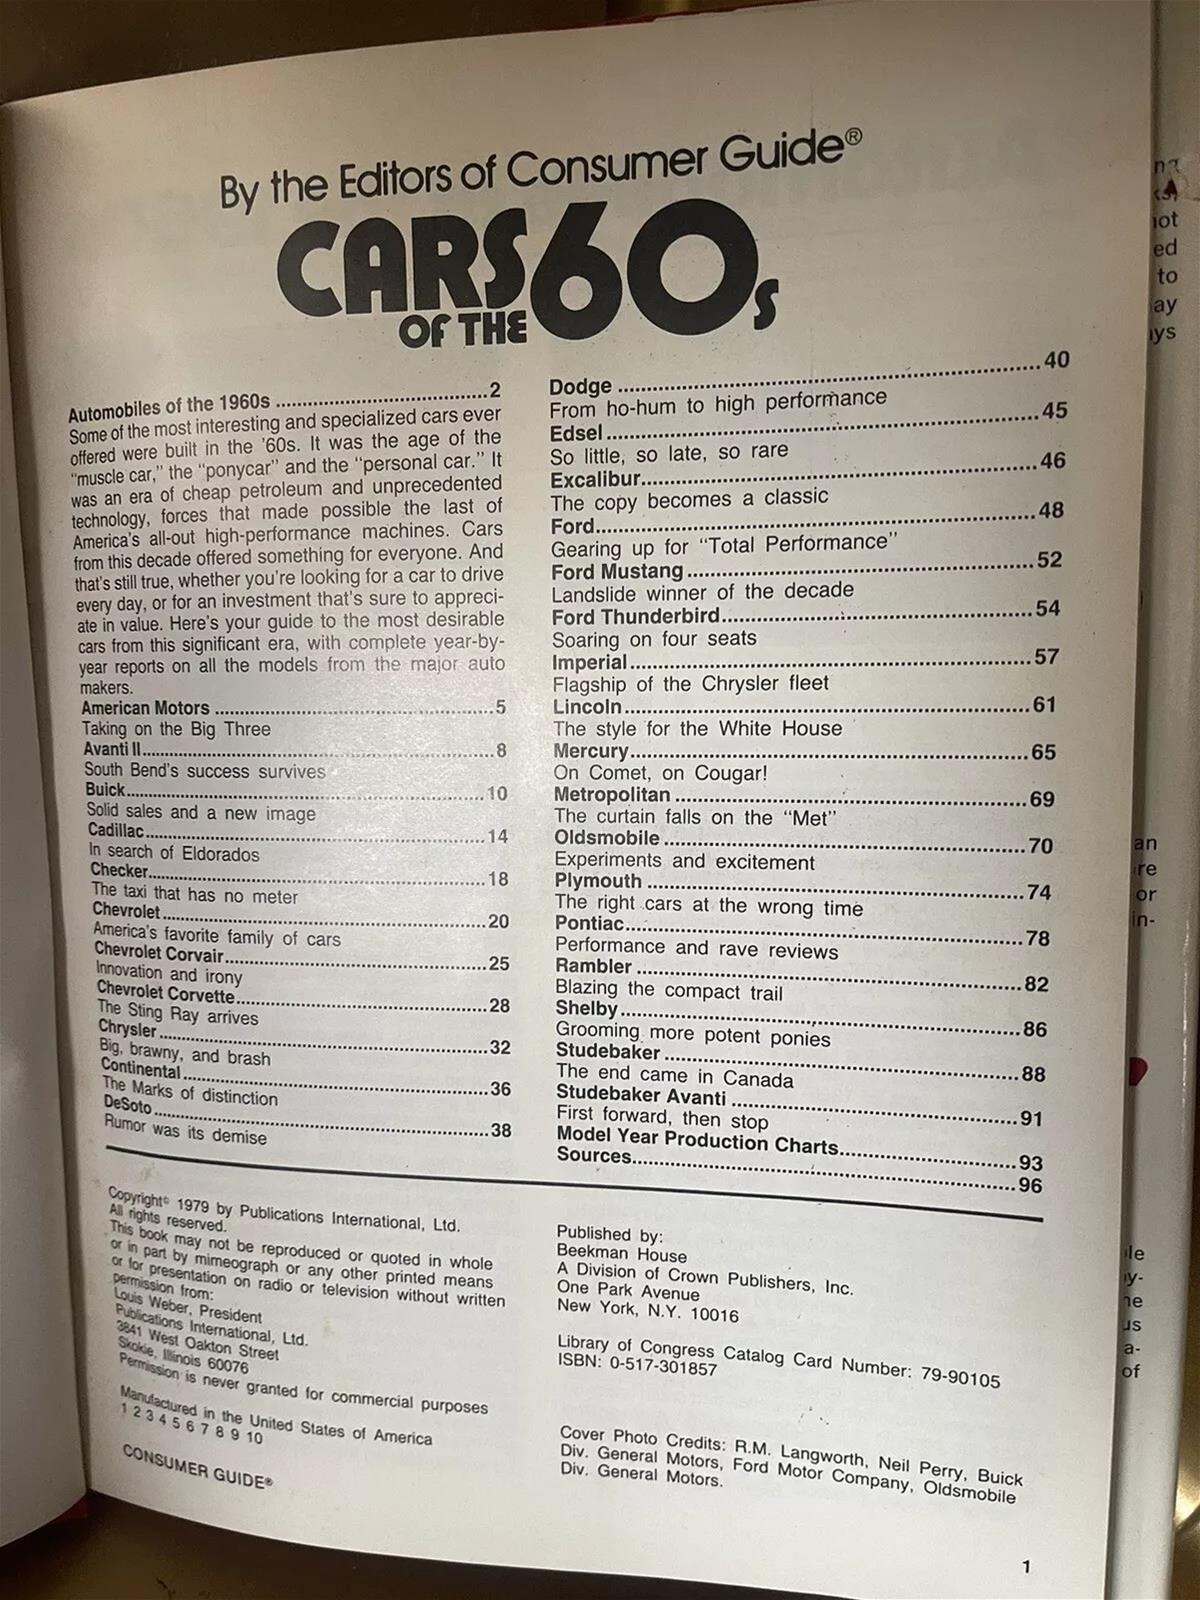 By the Editors of Consumer Guide®
CARS OF THE 60s
Automobiles of the 1960s ...................................2
Some of the most interesting and specialized cars ever
offered were built in the '60s. It was the age of the
"muscle car," the "ponycar" and the "personal car." It
was an era of cheap petroleum and unprecedented
technology, forces that made possible the last of
America's all-out high-performance machines. Cars
from this decade offered something for everyone. And
that's still true, whether you're looking for a car to drive
every day, or for an investment that's sure to appreci-
ate in value. Here's your guide to the most desirable
cars from this significant era, with complete year-by-
year reports on all the models from the major auto
makers.
American Motors ..............................................5
Taking on the Big Three
Avanti II...........................................................8
South Bend's success survives
Buick............................................................10
Solid sales and a new image
Cadillac.........................................................14
In search of Eldorados
Checker.........................................................18
The taxi that has no meter
Chevrolet.......................................................20
America's favorite family of cars
Chevrolet Corvair............................................25
Innovation and irony
Chevrolet Corvette..........................................28
The Sting Ray arrives
Chrysler........................................................32
Big, brawny, and brash
Continental....................................................36
The Marks of distinction
DeSoto..........................................................38
Rumor was its demise
Dodge ..........................................................40
From ho-hum to high performance
Edsel............................................................45
So little, so late, so rare
Excalibur.......................................................46
The copy becomes a classic
Ford..............................................................48
Gearing up for "Total Performance"
Ford Mustang.................................................52
Landslide winner of the decade
Ford Thunderbird............................................54
Soaring on four seats
Imperial.........................................................57
Flagship of the Chrysler fleet
Lincoln..........................................................61
The style for the White House
Mercury.........................................................65
On Comet, on Cougar!
Metropolitan ..................................................69
The curtain falls on the "Met"
Oldsmobile ....................................................70
Experiments and excitement
Plymouth .......................................................74
The right cars at the wrong time
Pontiac..........................................................78
Performance and rave reviews
Rambler ........................................................82
Blazing the compact trail
Shelby...........................................................86
Grooming more potent ponies
Studebaker ....................................................88
The end came in Canada
Studebaker Avanti ..........................................91
First forward, then stop
Model Year Production Charts...........................93
Sources.........................................................96
Copyright© 1979 by Publications International, Ltd.
All rights reserved.
This book may not be reproduced or quoted in whole
or in part by mimeograph or any other printed means
or for presentation on radio or television without written
permission from:
Louis Weber, President
Publications International, Ltd.
3841 West Oakton Street
Skokie, Illinois 60076
Permission is never granted for commercial purposes
Manufactured in the United States of America
1 2 3 4 5 6 7 8 9 10
CONSUMER GUIDE®
Published by:
Beekman House
A Division of Crown Publishers, Inc.
One Park Avenue
New York, N.Y. 10016
Library of Congress Catalog Card Number: 79-90105
ISBN: 0-517-301857
Cover Photo Credits: R.M. Langworth, Neil Perry, Buick
Div. General Motors, Ford Motor Company, Oldsmobile
Div. General Motors.
1